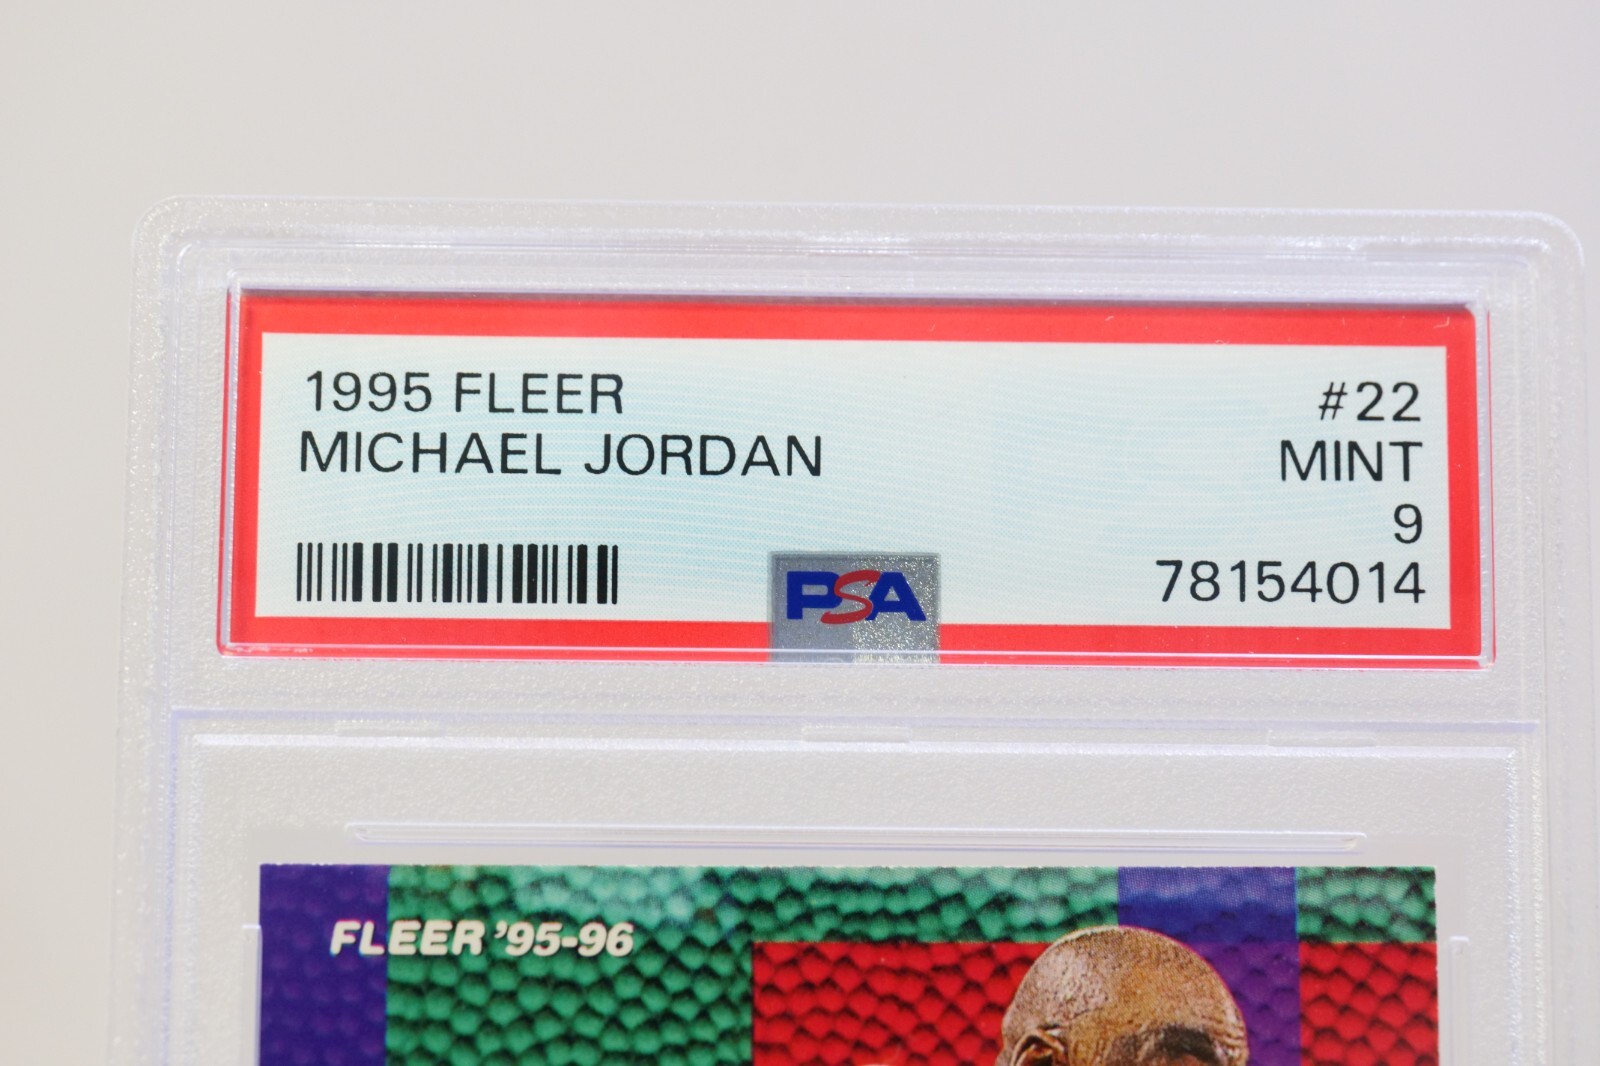 1995 FLEER #22
MICHAEL JORDAN MINT
9
PSA 78154014
FLEER '95-96